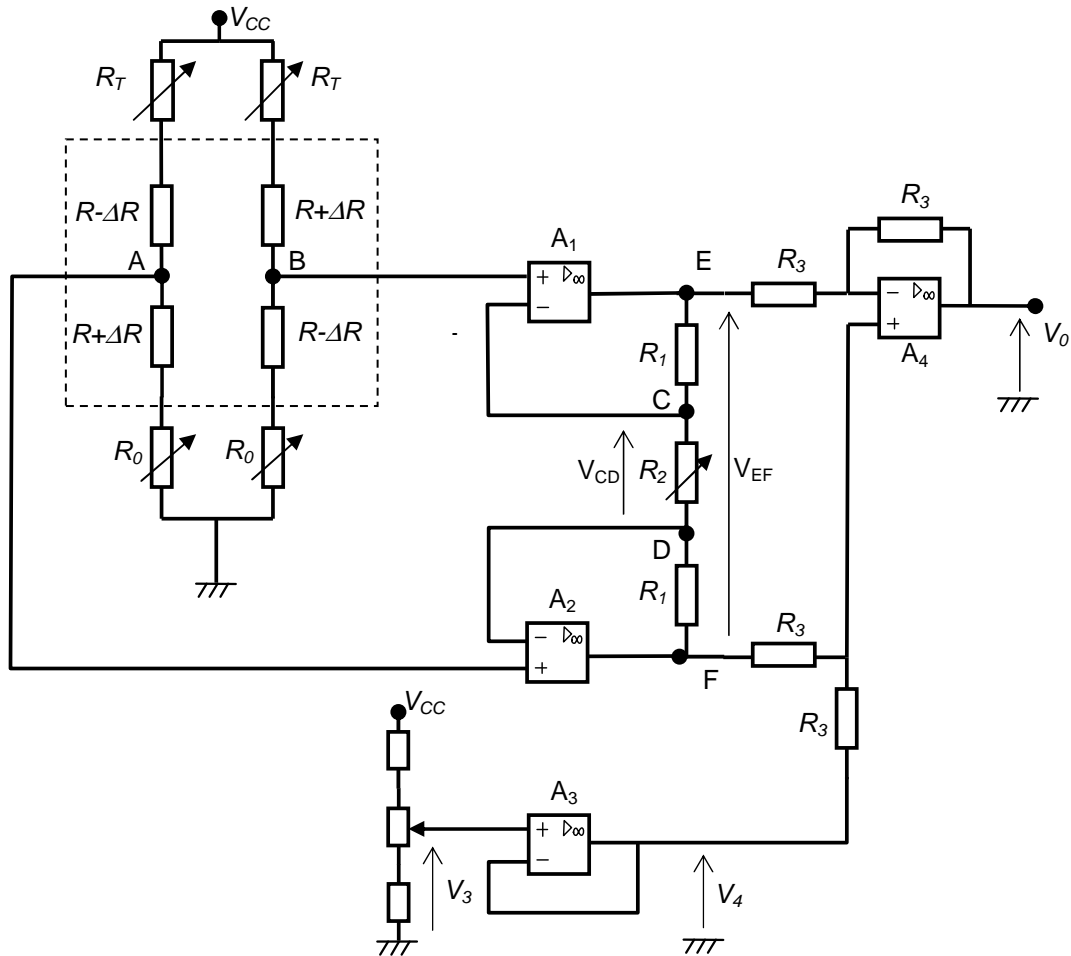 V_CC
R_T
R_T
R-ΔR
R+ΔR
A
B
R+ΔR
R-ΔR
R_0
R_0
A_1
+ ▷∞
−
E
R_3
R_3
− ▷∞
+
A_4
V_0
R_1
C
V_CD
R_2
V_EF
D
R_1
A_2
− ▷∞
+
F
R_3
R_3
V_CC
A_3
+ ▷∞
−
V_3
V_4
-